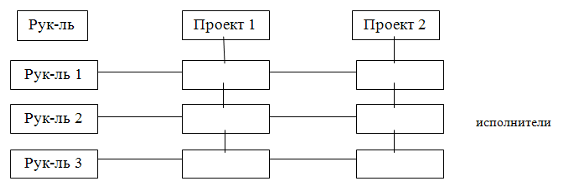 Рук-ль
Проект 1
Проект 2
Рук-ль 1
Рук-ль 2
исполнители
Рук-ль 3